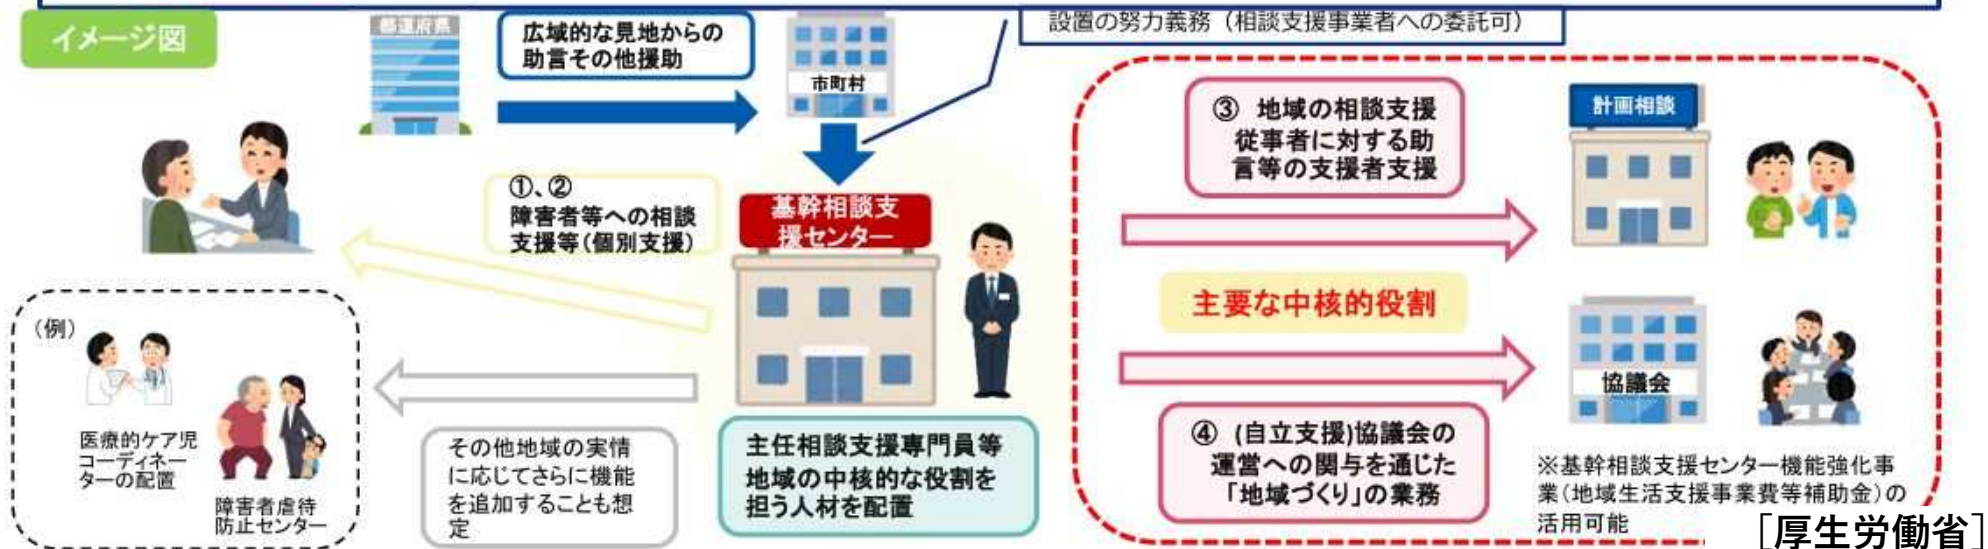 設置の努力義務（相談支援事業者への委託可）
イメージ図
都道府県
広域的な見地からの
助言その他援助
市町村
①、②
障害者等への相談
支援等(個別支援)
基幹相談支
援センター
主任相談支援専門員等
地域の中核的な役割を
担う人材を配置
（例）
医療的ケア児
コーディネー
ターの配置
障害者虐待
防止センター
その他地域の実情
に応じてさらに機能
を追加することも想
定
③ 地域の相談支援
従事者に対する助
言等の支援者支援
計画相談
主要な中核的役割
協議会
④ (自立支援)協議会の
運営への関与を通じた
「地域づくり」の業務
※基幹相談支援センター機能強化事
業(地域生活支援事業費等補助金)の
活用可能
［厚生労働省］